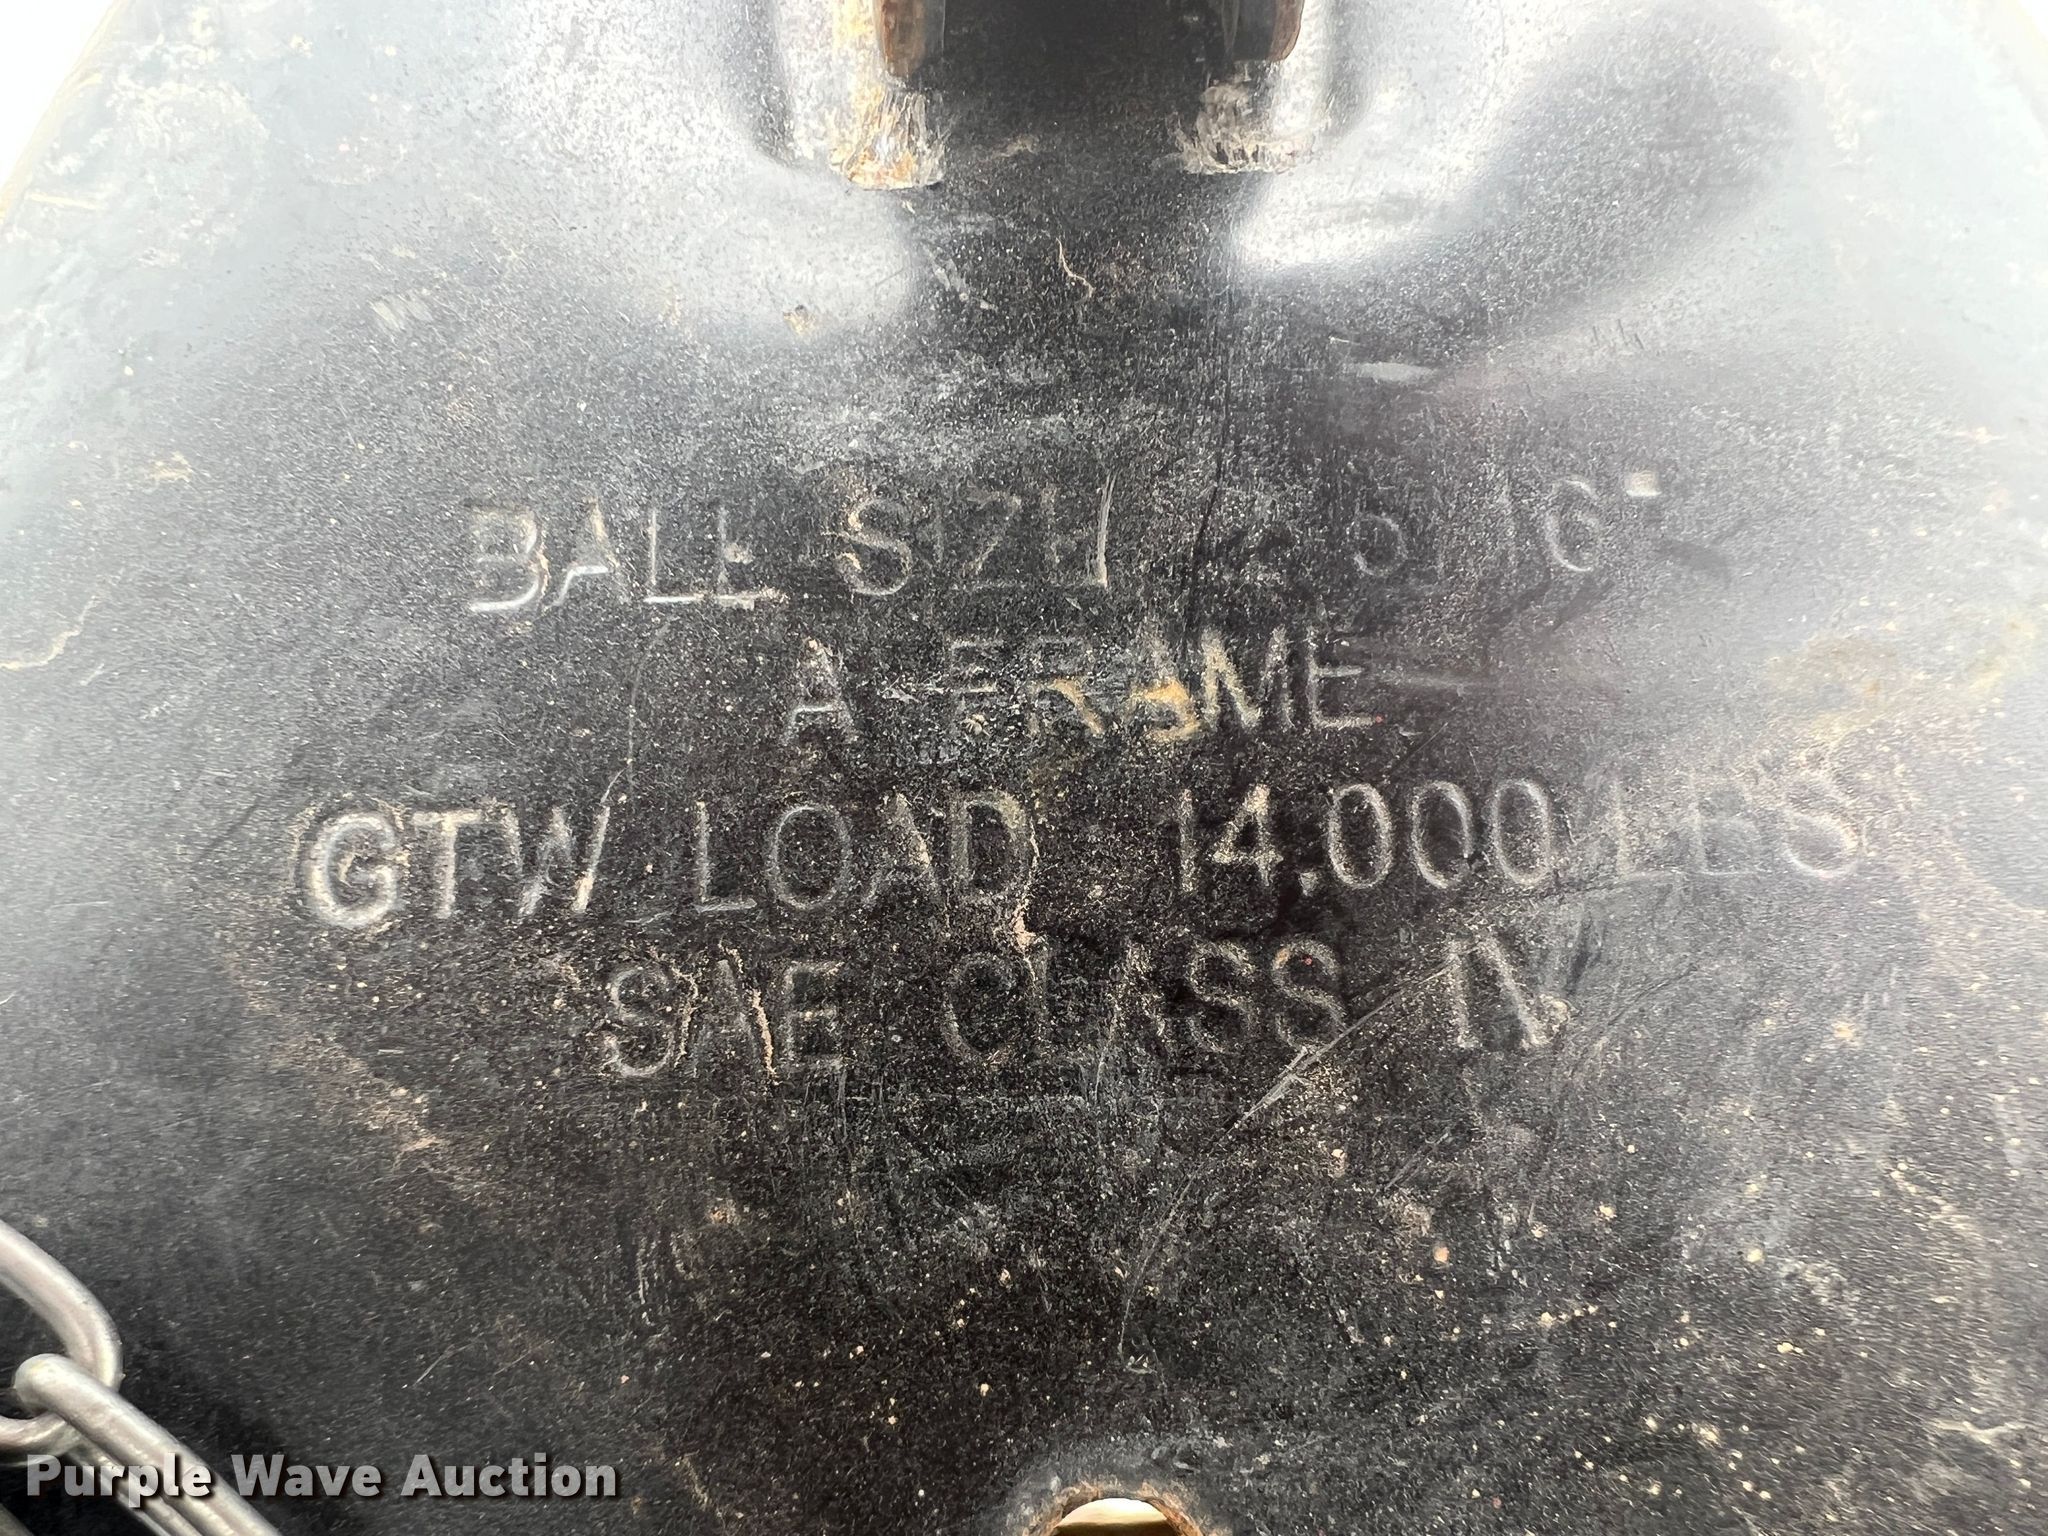 BALL SIZE 2 5/16"
A-FRAME
GTW LOAD 14,000 LBS
SAE CLASS IV
Purple Wave Auction